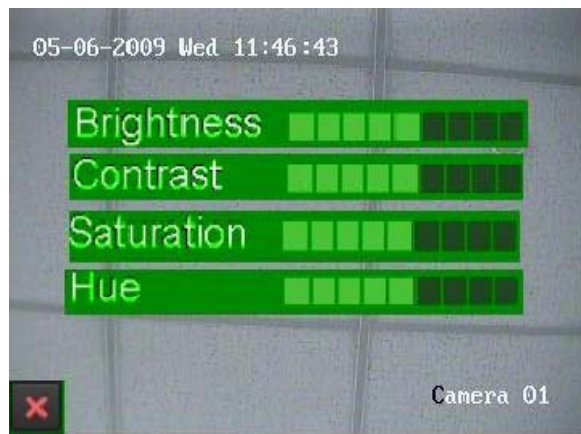 05-06-2009 Wed 11:46:43
Brightness
Contrast
Saturation
Hue
Camera 01